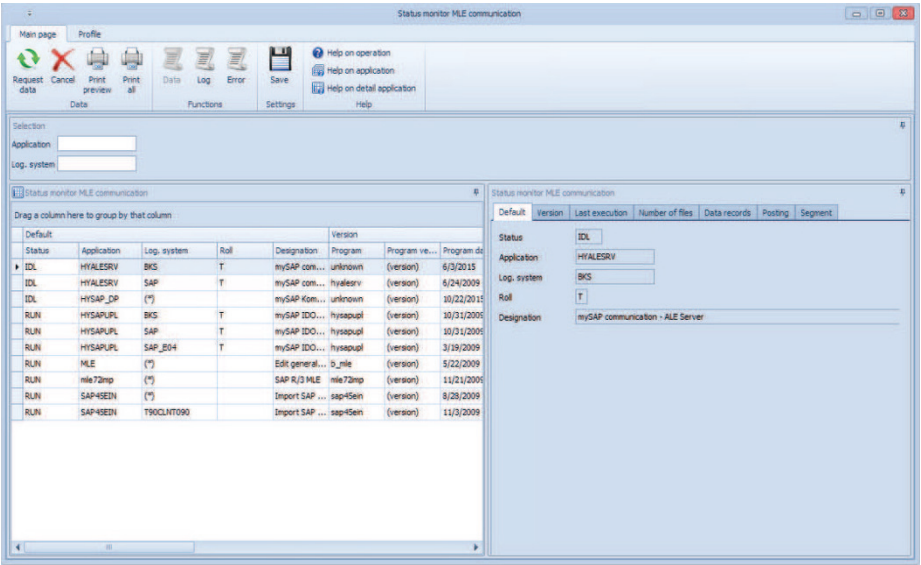 Status monitor MLE communication
Main page Profile
Request data Cancel Print preview Print all Data Log Error Save
Help on operation
Help on application
Help on detail application
Data Functions Settings Help
Selection
Application
Log. system
Status monitor MLE communication
Drag a column here to group by that column
Default Version
Status Application Log. system Roll Designation Program Program ve... Program da
IDL HYALESRV BKS T mySAP com... unknown (version) 6/3/2015
IDL HYALESRV SAP T mySAP com... hyalesrv (version) 6/24/2009
IDL HYSAP_DP (*) mySAP Kom... unknown (version) 10/22/2015
RUN HYSAPUPL BKS T mySAP IDO... hysapupl (version) 10/31/2009
RUN HYSAPUPL SAP T mySAP IDO... hysapupl (version) 10/31/2009
RUN HYSAPUPL SAP_E04 T mySAP IDO... hysapupl (version) 3/19/2009
RUN MLE (*) Edit general... b_mle (version) 5/22/2009
RUN mle72imp (*) SAP R/3 MLE mle72imp (version) 11/21/2009
RUN SAP45EIN (*) Import SAP ... sap45ein (version) 8/28/2009
RUN SAP45EIN T90CLNT090 Import SAP ... sap45ein (version) 11/3/2009
Status monitor MLE communication
Default Version Last execution Number of files Data records Posting Segment
Status IDL
Application HYALESRV
Log. system BKS
Roll T
Designation mySAP communication - ALE Server